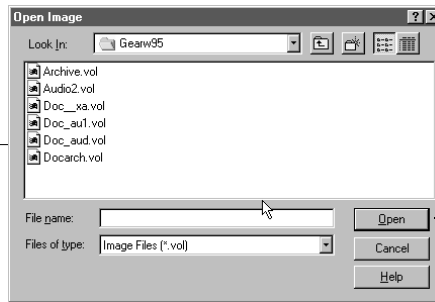 Open Image
Look In: Gearw95
Archive.vol
Audio2.vol
Doc__xa.vol
Doc_au1.vol
Doc_aud.vol
Docarch.vol
File name: Open
Files of type: Image Files (*.vol) Cancel
Help